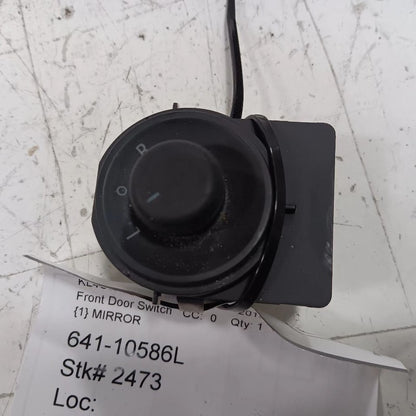 R
O
L
Front Door Switch CC: 0 Qty: 1
{1} MIRROR
641-10586L
Stk# 2473
Loc: